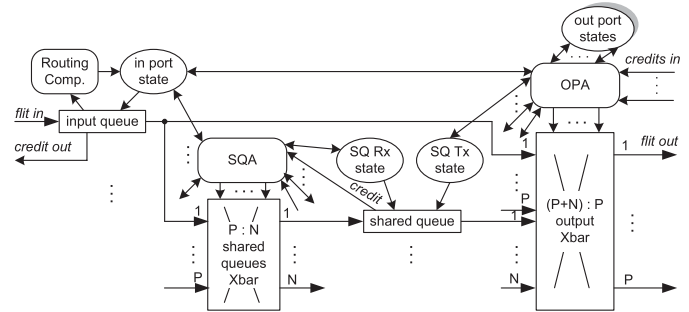 out port
states
Routing
Comp.
in port
state
credits in
OPA
flit in
input queue
credit out
SQA
SQ Rx
state
SQ Tx
state
credit
1
flit out
1
P
1
1
P : N
shared
queues
Xbar
1
shared queue
(P+N) : P
output
Xbar
P
N
N
P